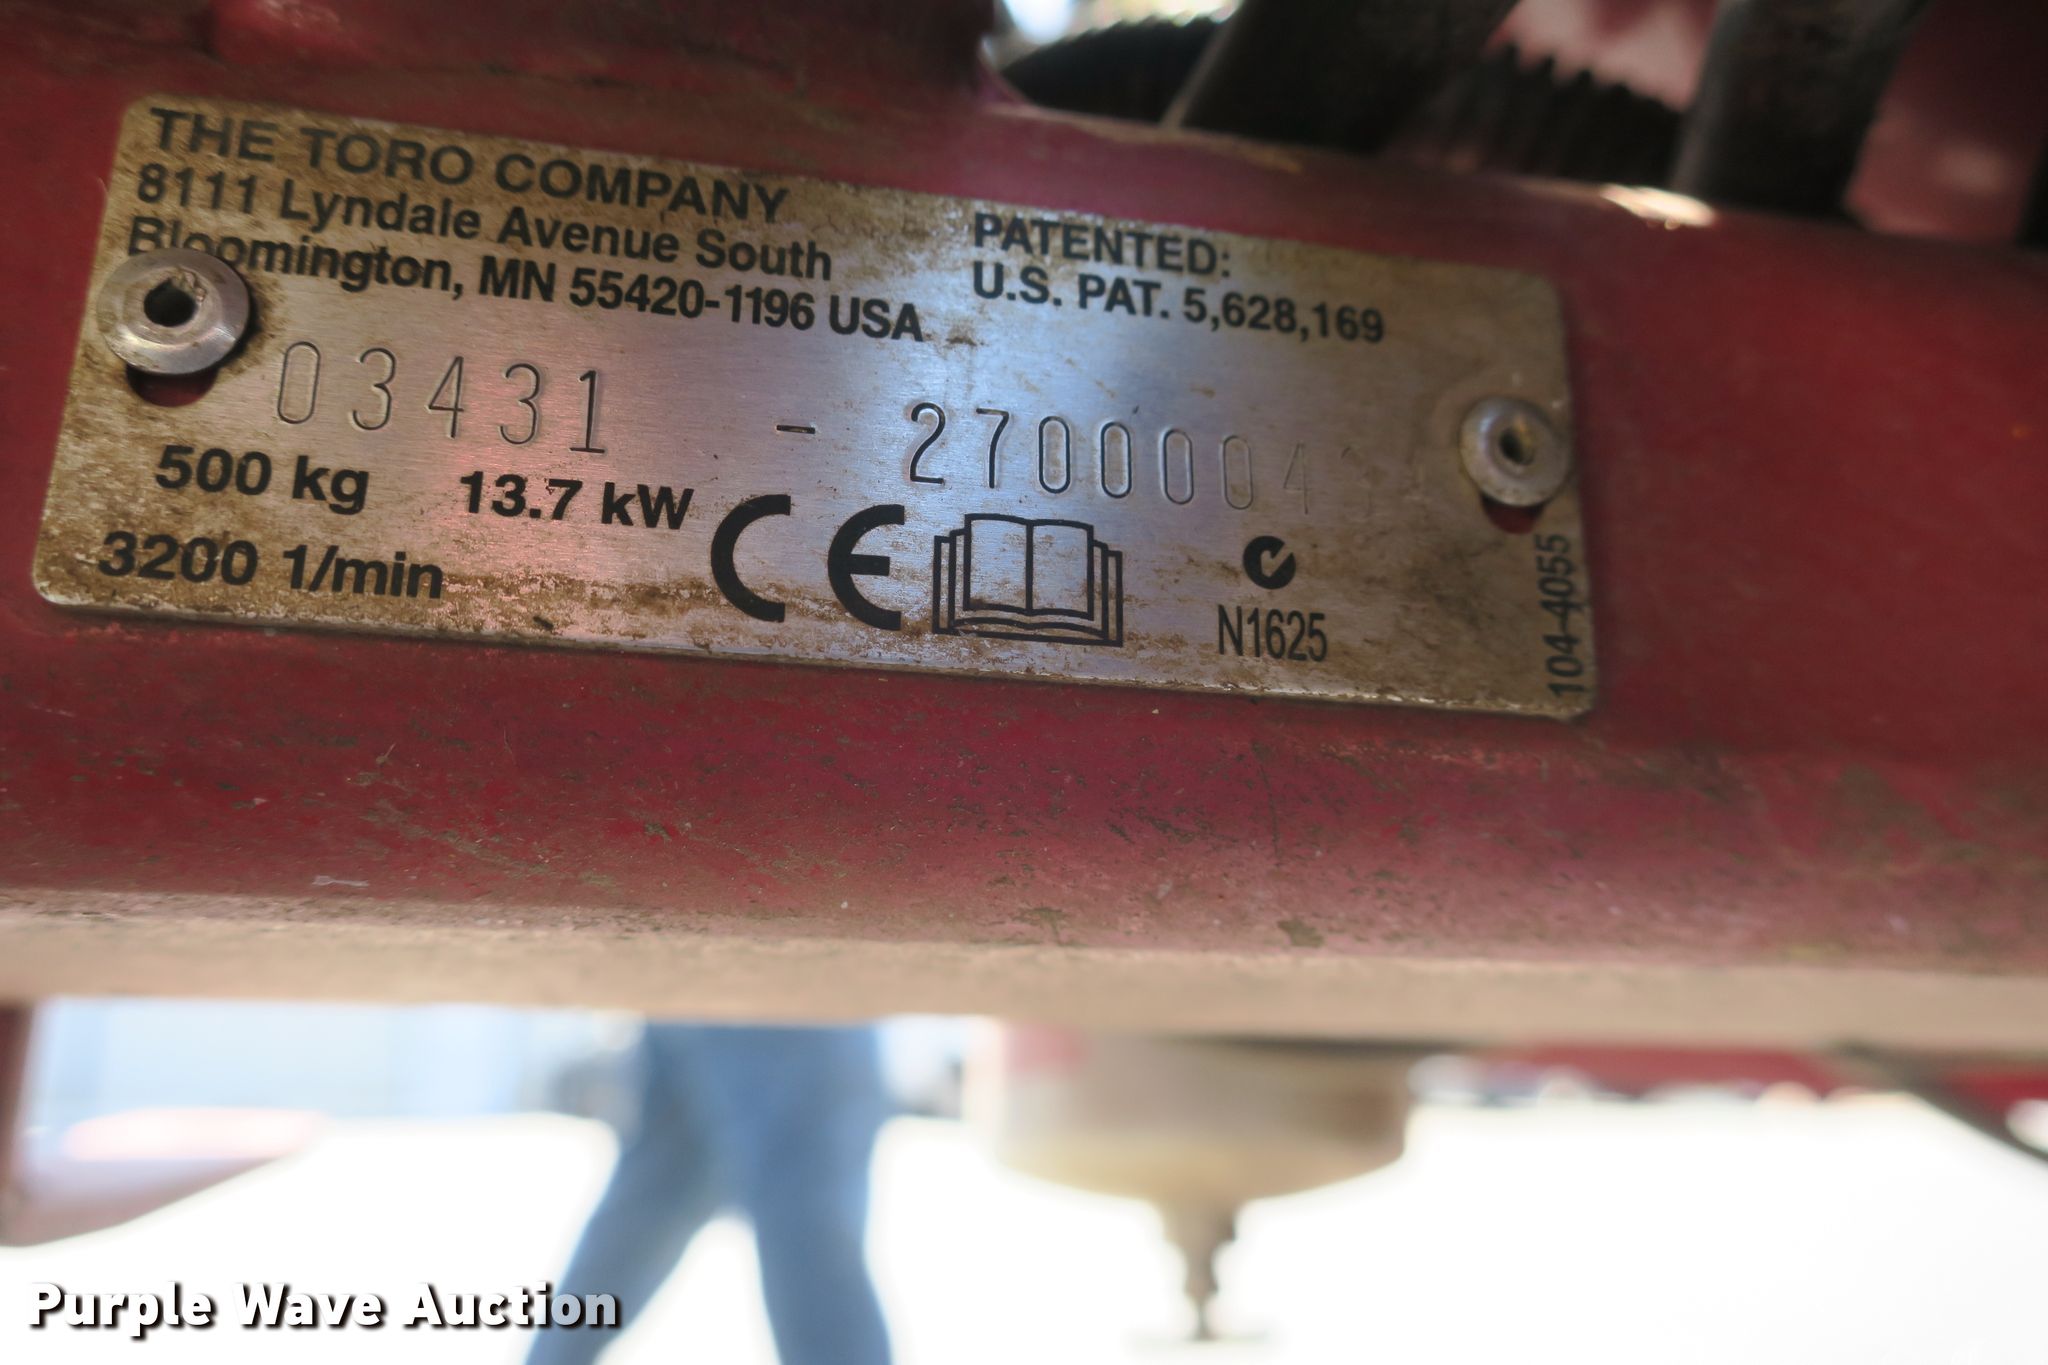 THE TORO COMPANY
8111 Lyndale Avenue South
Bloomington, MN 55420-1196 USA
PATENTED:
U.S. PAT. 5,628,169
03431 -
500 kg 13.7 kW
3200 1/min
CE
N1625
104-4055
Purple Wave Auction